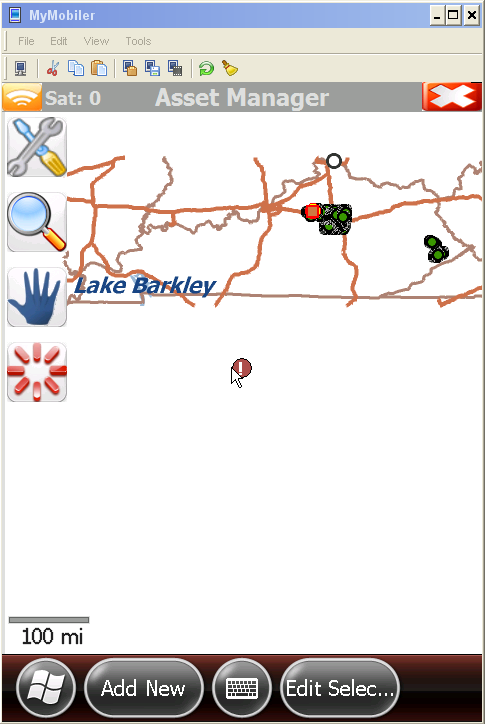 MyMobiler
File Edit View Tools
Sat: 0 Asset Manager
Lake Barkley
100 mi
Add New Edit Selec...